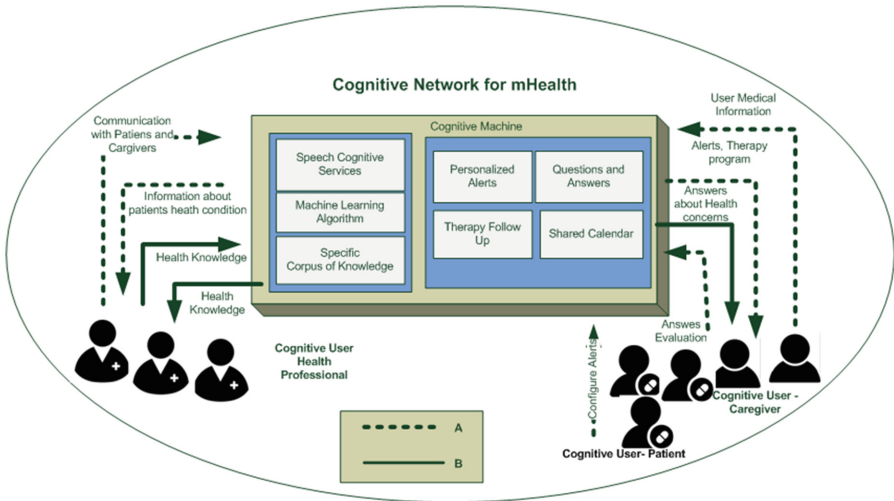 Cognitive Network for mHealth
Communication
with Patiens and
Cargivers
Information about
patients heath condition
Health Knowledge
Health
Knowledge
Cognitive Machine
Speech Cognitive
Services
Machine Learning
Algorithm
Specific
Corpus of Knowledge
Personalized
Alerts
Questions and
Answers
Therapy Follow
Up
Shared Calendar
User Medical
Information
Alerts, Therapy
program
Answers
about Health
concerns
Answes
Evaluation
Configure Alerts
Cognitive User
Health
Professional
Cognitive User -
Caregiver
Cognitive User- Patient
A
B